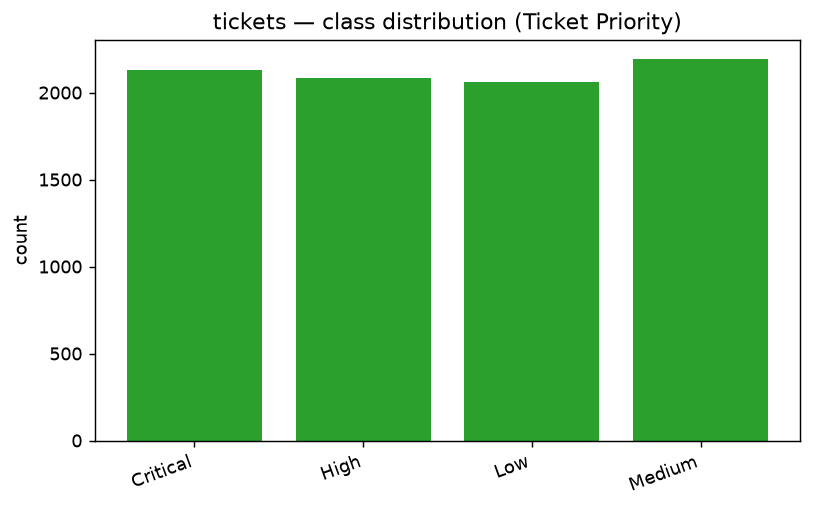 tickets — class distribution (Ticket Priority)
count
2000
1500
1000
500
0
Critical
High
Low
Medium